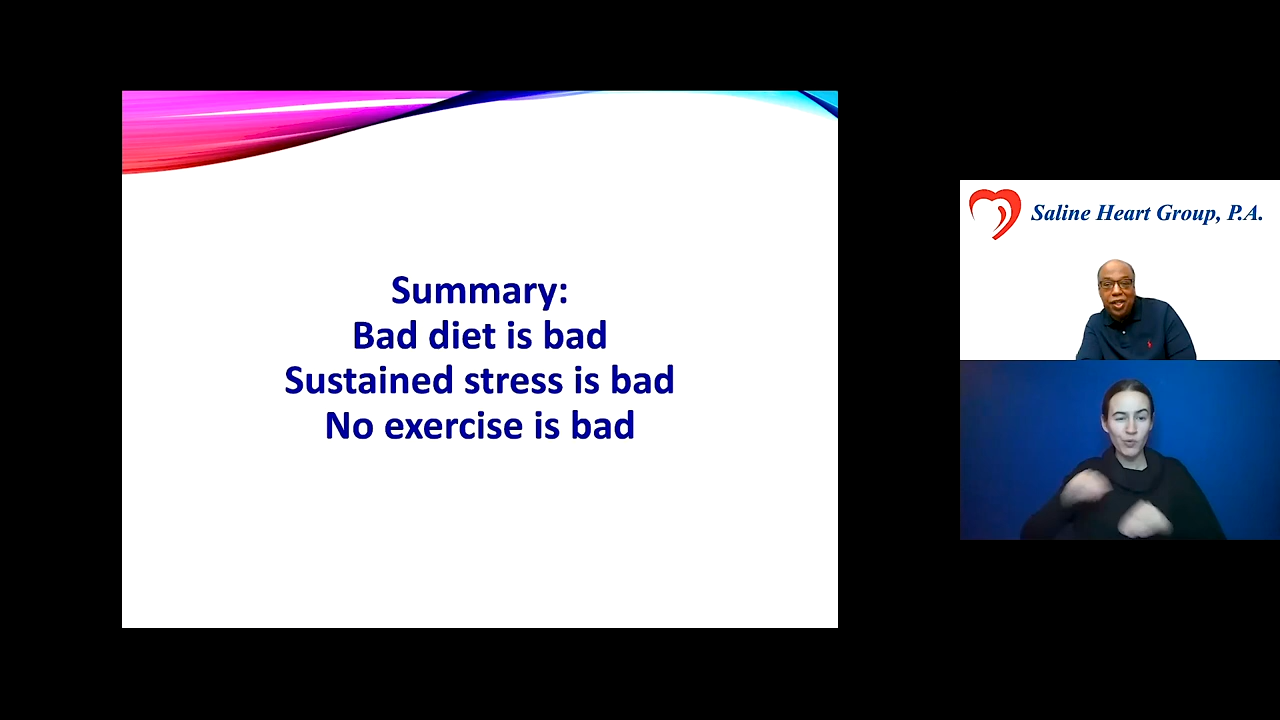 Summary:
Bad diet is bad
Sustained stress is bad
No exercise is bad
Saline Heart Group, P.A.